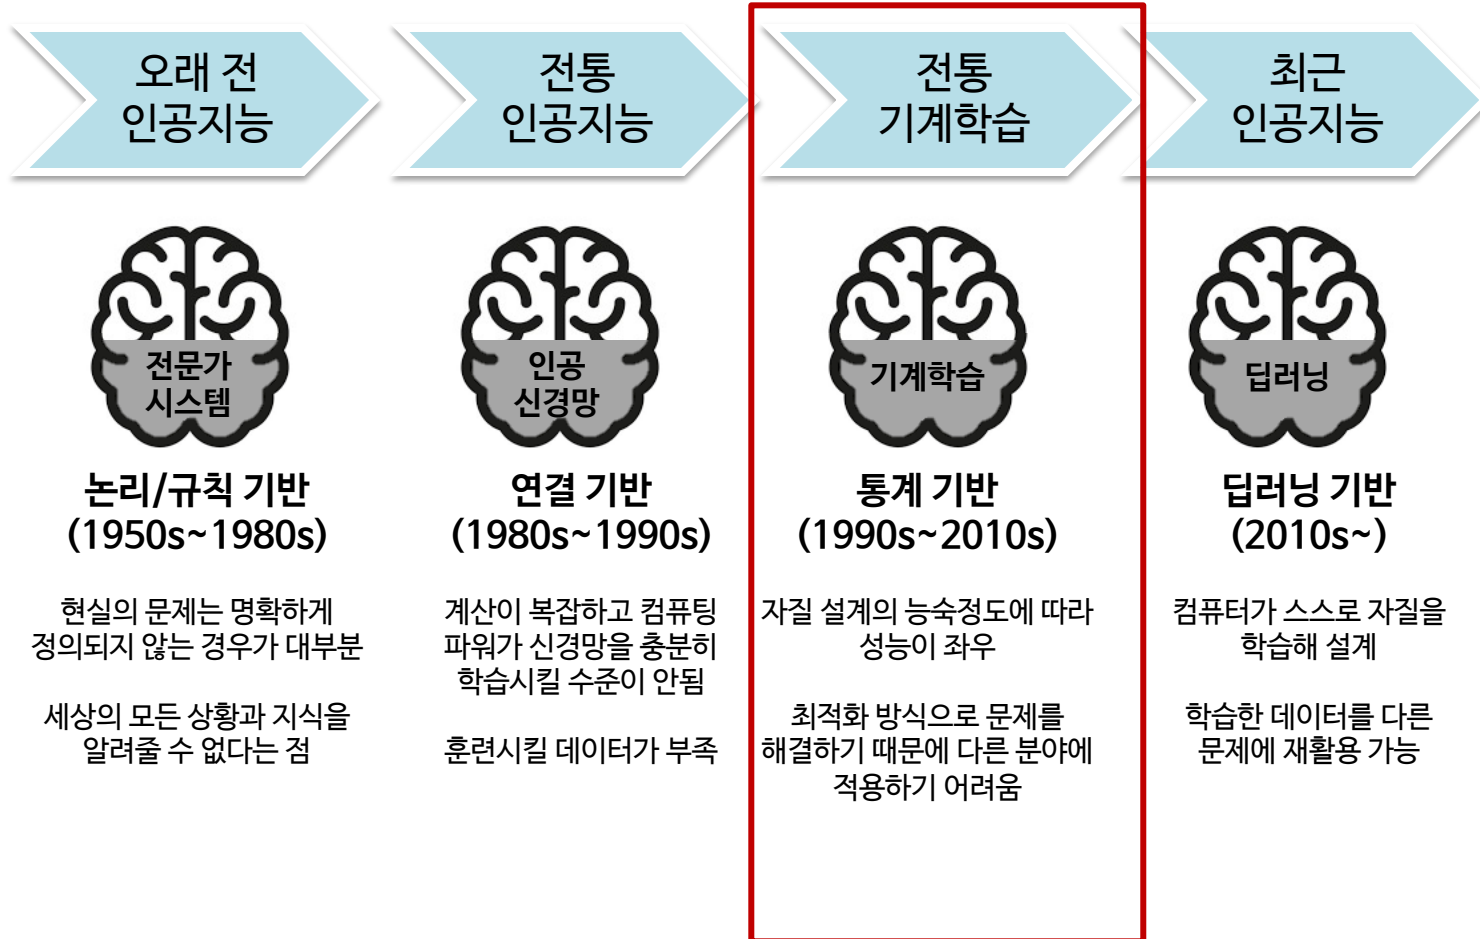 오래 전
인공지능
전통
인공지능
전통
기계학습
최근
인공지능
전문가
시스템
인공
신경망
기계학습
딥러닝
논리/규칙 기반
(1950s~1980s)
연결 기반
(1980s~1990s)
통계 기반
(1990s~2010s)
딥러닝 기반
(2010s~)
현실의 문제는 명확하게
정의되지 않는 경우가 대부분
세상의 모든 상황과 지식을
알려줄 수 없다는 점
계산이 복잡하고 컴퓨팅
파워가 신경망을 충분히
학습시킬 수준이 안됨
훈련시킬 데이터가 부족
자질 설계의 능숙정도에 따라
성능이 좌우
최적화 방식으로 문제를
해결하기 때문에 다른 분야에
적용하기 어려움
컴퓨터가 스스로 자질을
학습해 설계
학습한 데이터를 다른
문제에 재활용 가능